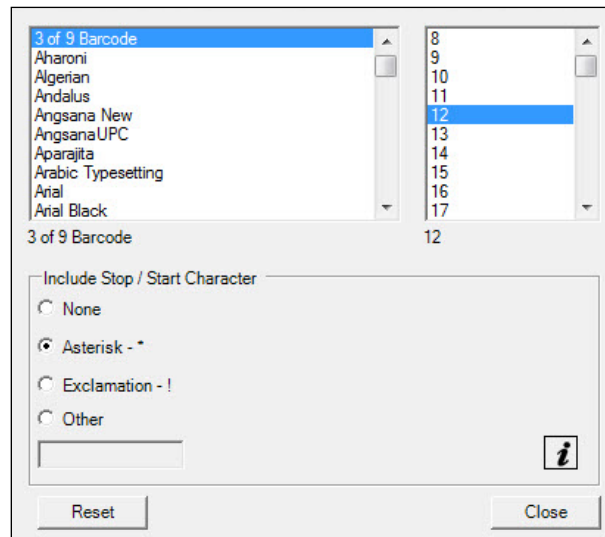 3 of 9 Barcode
Aharoni
Algerian
Andalus
Angsana New
AngsanaUPC
Aparajita
Arabic Typesetting
Arial
Arial Black
3 of 9 Barcode
8
9
10
11
12
13
14
15
16
17
12
Include Stop / Start Character
None
Asterisk - *
Exclamation - !
Other
i
Reset
Close